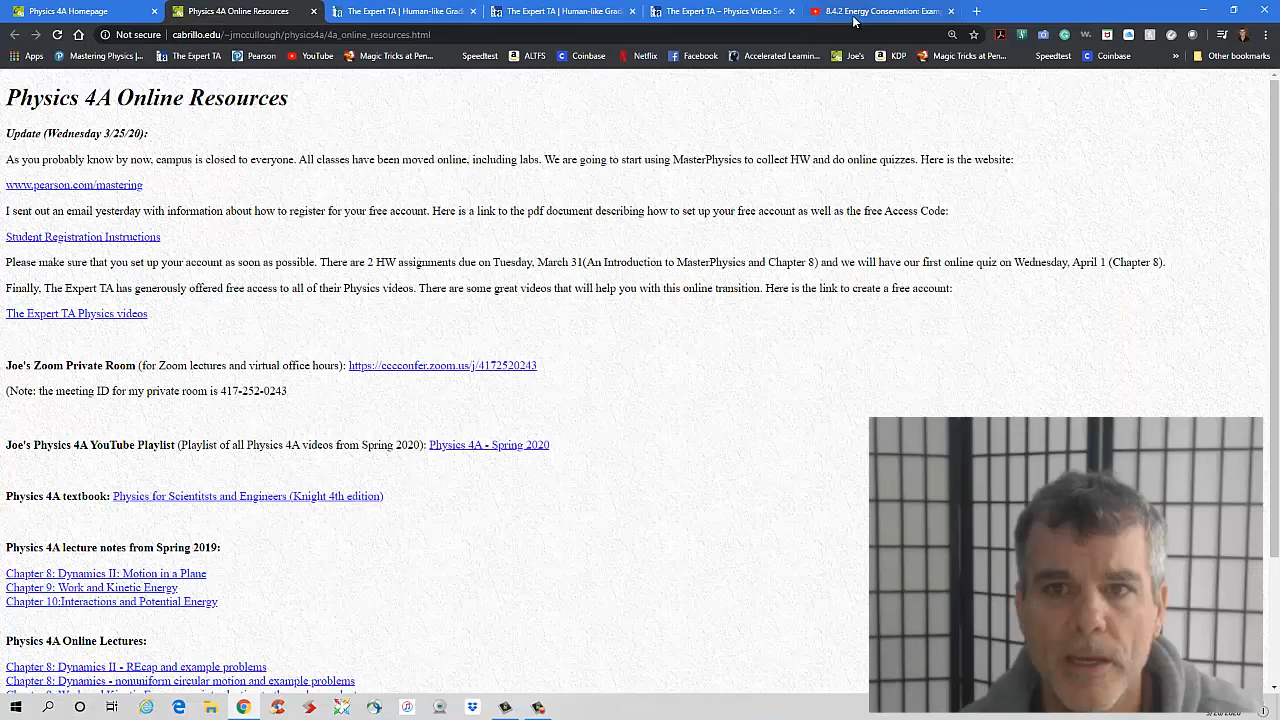 Physics 4A Homepage
Physics 4A Online Resources
The Expert TA | Human-like Grad
The Expert TA | Human-like Grad
The Expert TA – Physics Video Se
8.4.2 Energy Conservation: Exam
Not secure
cabrillo.edu/~jmccullough/physics4a/4a_online_resources.html
Apps
Mastering Physics |...
The Expert TA
Pearson
YouTube
Magic Tricks at Pen...
Speedtest
ALTFS
Coinbase
Netflix
Facebook
Accelerated Learnin...
Joe's
KDP
Magic Tricks at Pen...
Speedtest
Coinbase
»
Other bookmarks
Physics 4A Online Resources
Update (Wednesday 3/25/20):
As you probably know by now, campus is closed to everyone. All classes have been moved online, including labs. We are going to start using MasterPhysics to collect HW and do online quizzes. Here is the website:
www.pearson.com/mastering
I sent out an email yesterday with information about how to register for your free account. Here is a link to the pdf document describing how to set up your free account as well as the free Access Code:
Student Registration Instructions
Please make sure that you set up your account as soon as possible. There are 2 HW assignments due on Tuesday, March 31(An Introduction to MasterPhysics and Chapter 8) and we will have our first online quiz on Wednesday, April 1 (Chapter 8).
Finally, The Expert TA has generously offered free access to all of their Physics videos. There are some great videos that will help you with this online transition. Here is the link to create a free account:
The Expert TA Physics videos
Joe's Zoom Private Room (for Zoom lectures and virtual office hours): https://cccconfer.zoom.us/j/4172520243
(Note: the meeting ID for my private room is 417-252-0243
Joe's Physics 4A YouTube Playlist (Playlist of all Physics 4A videos from Spring 2020): Physics 4A - Spring 2020
Physics 4A textbook: Physics for Scientitsts and Engineers (Knight 4th edition)
Physics 4A lecture notes from Spring 2019:
Chapter 8: Dynamics II: Motion in a Plane
Chapter 9: Work and Kinetic Energy
Chapter 10:Interactions and Potential Energy
Physics 4A Online Lectures:
Chapter 8: Dynamics II - REcap and example problems
Chapter 8: Dynamics - nonuniform circular motion and example problems